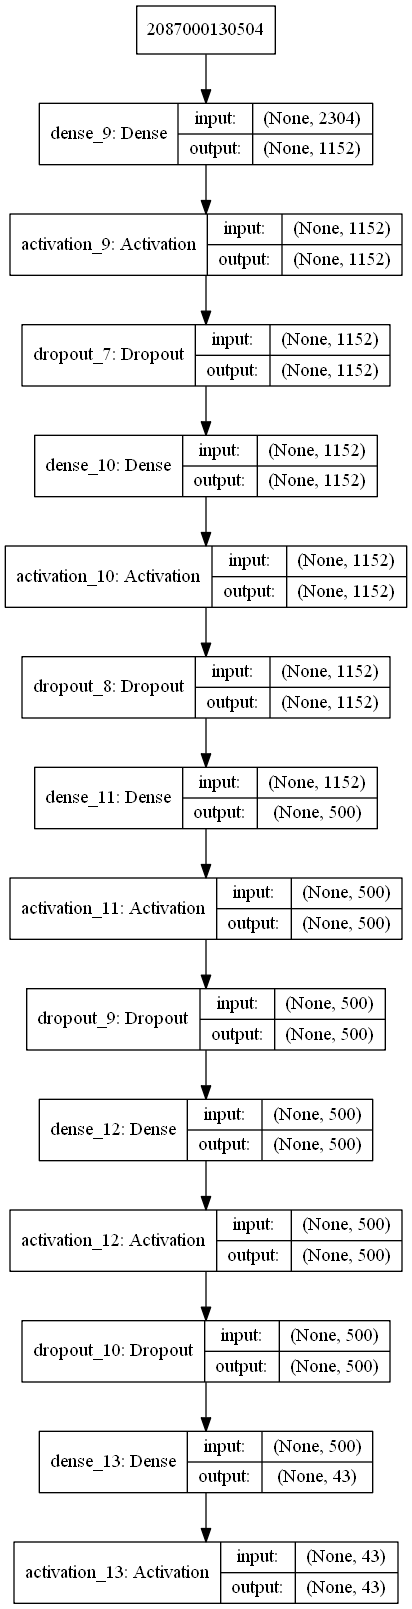 2087000130504
dense_9: Dense
input: (None, 2304)
output: (None, 1152)
activation_9: Activation
input: (None, 1152)
output: (None, 1152)
dropout_7: Dropout
input: (None, 1152)
output: (None, 1152)
dense_10: Dense
input: (None, 1152)
output: (None, 1152)
activation_10: Activation
input: (None, 1152)
output: (None, 1152)
dropout_8: Dropout
input: (None, 1152)
output: (None, 1152)
dense_11: Dense
input: (None, 1152)
output: (None, 500)
activation_11: Activation
input: (None, 500)
output: (None, 500)
dropout_9: Dropout
input: (None, 500)
output: (None, 500)
dense_12: Dense
input: (None, 500)
output: (None, 500)
activation_12: Activation
input: (None, 500)
output: (None, 500)
dropout_10: Dropout
input: (None, 500)
output: (None, 500)
dense_13: Dense
input: (None, 500)
output: (None, 43)
activation_13: Activation
input: (None, 43)
output: (None, 43)